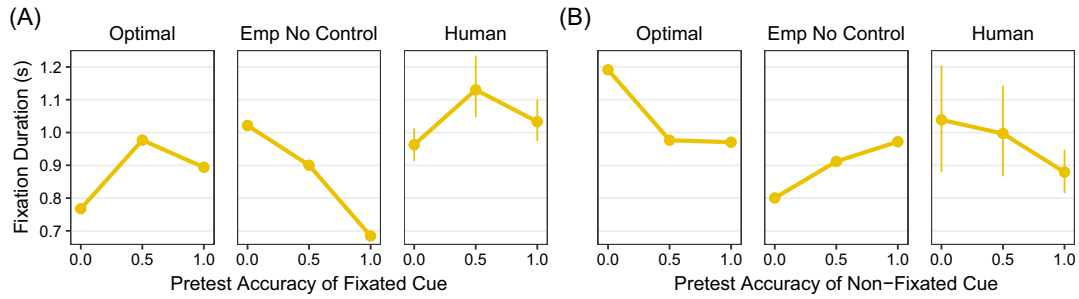 (A)
(B)
Optimal Emp No Control Human Optimal Emp No Control Human
Fixation Duration (s)
1.2
1.1
1.0
0.9
0.8
0.7
0.0 0.5 1.0 0.0 0.5 1.0 0.0 0.5 1.0 0.0 0.5 1.0 0.0 0.5 1.0 0.0 0.5 1.0
Pretest Accuracy of Fixated Cue Pretest Accuracy of Non−Fixated Cue